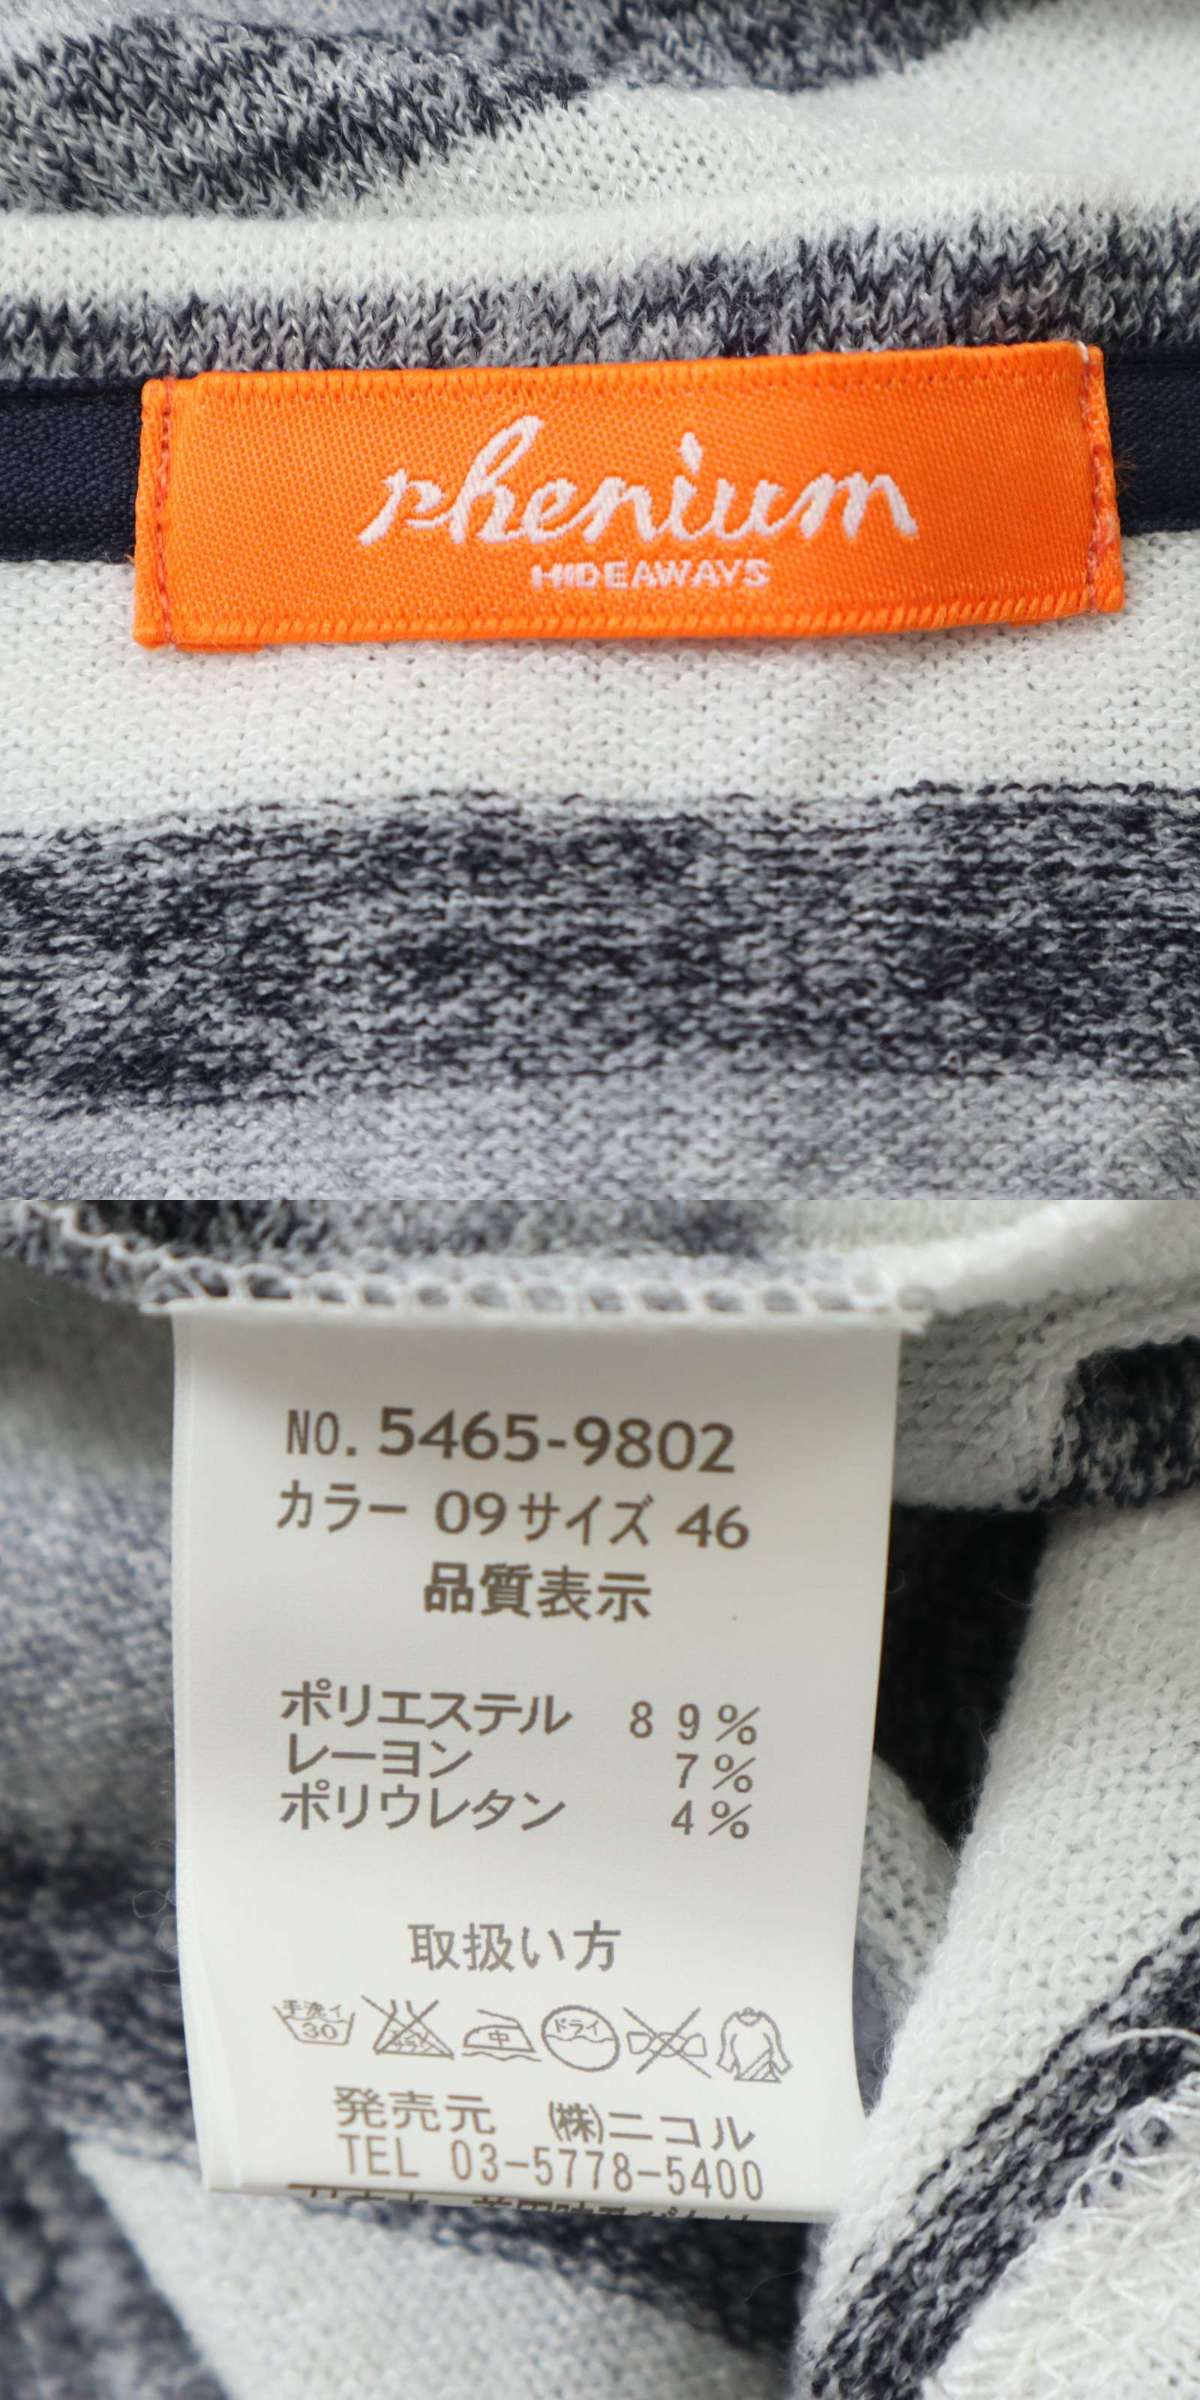 rhenium
HIDEAWAYS
NO. 5465-9802
カラー 09 サイズ 46
品質表示
ポリエステル 89%
レーヨン 7%
ポリウレタン 4%
取扱い方
手洗イ 30 中 ドライ
発売元 ㈱ニコル
TEL 03-5778-5400